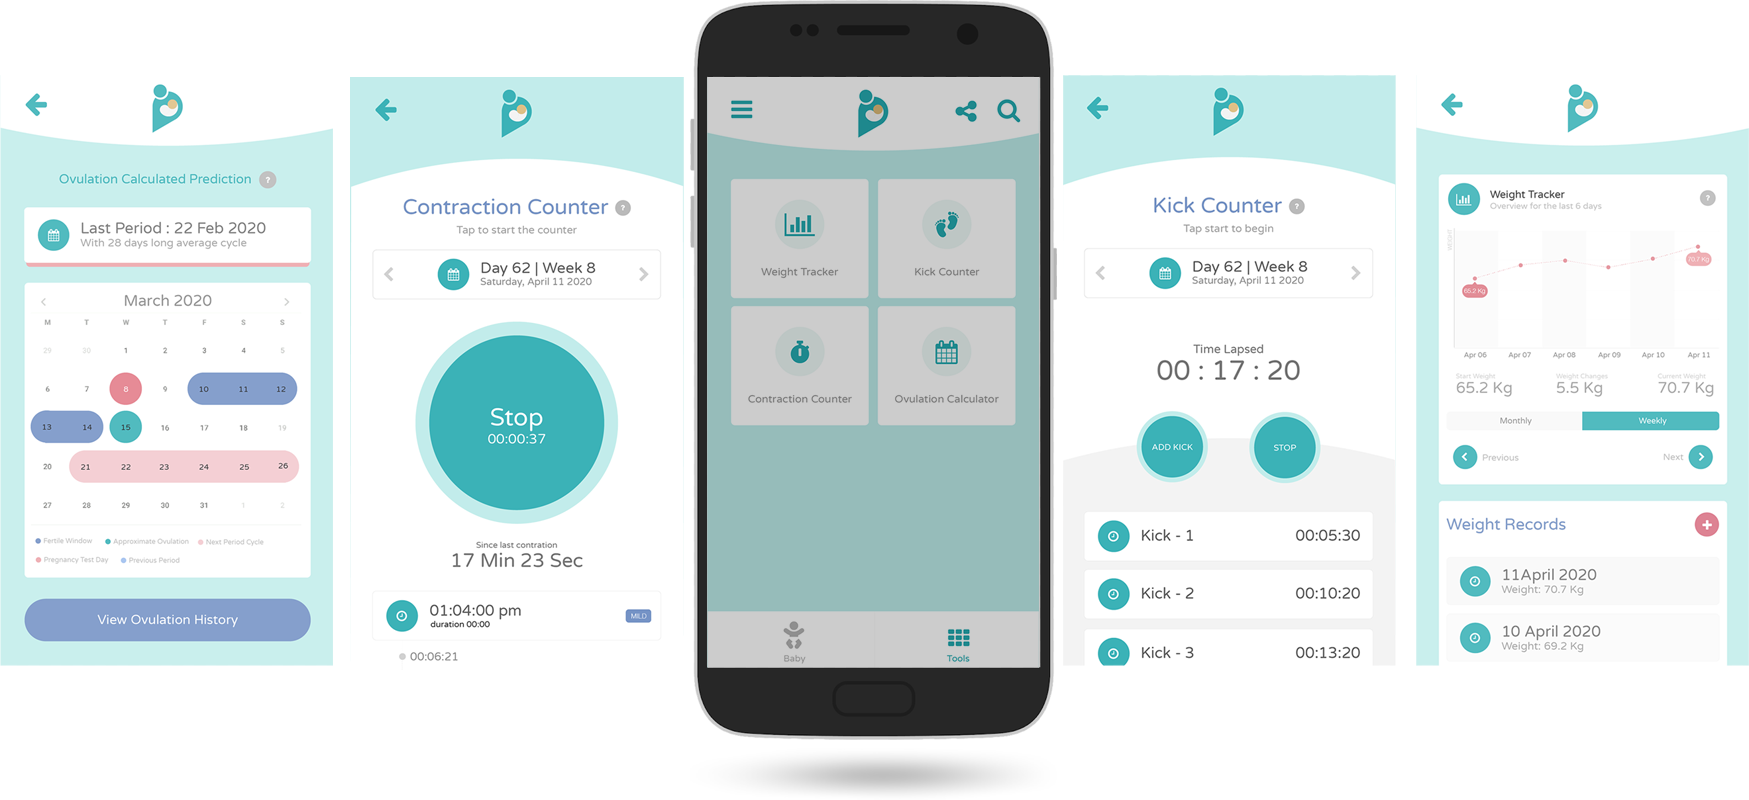 Ovulation Calculated Prediction ?
Last Period : 22 Feb 2020
With 28 days long average cycle
March 2020
M T W T F S S
29 30 1 2 3 4 5
6 7 8 9 10 11 12
13 14 15 16 17 18 19
20 21 22 23 24 25 26
27 28 29 30 31 1 2
Fertile Window Approximate Ovulation Next Period Cycle
Pregnancy Test Day Previous Period
View Ovulation History
Contraction Counter ?
Tap to start the counter
Day 62 | Week 8
Saturday, April 11 2020
Stop
00:00:37
Since last contration
17 Min 23 Sec
01:04:00 pm
duration 00:00
MILD
00:06:21
Weight Tracker
Kick Counter
Contraction Counter
Ovulation Calculator
Baby
Tools
Kick Counter ?
Tap start to begin
Day 62 | Week 8
Saturday, April 11 2020
Time Lapsed
00 : 17 : 20
ADD KICK
STOP
Kick - 1 00:05:30
Kick - 2 00:10:20
Kick - 3 00:13:20
Weight Tracker ?
Overview for the last 6 days
70.7 Kg
65.2 Kg
Apr 06 Apr 07 Apr 08 Apr 09 Apr 10 Apr 11
Start Weight Weight Changes Current Weight
65.2 Kg 5.5 Kg 70.7 Kg
Monthly Weekly
Previous Next
Weight Records
11April 2020
Weight: 70.7 Kg
10 April 2020
Weight: 69.2 Kg